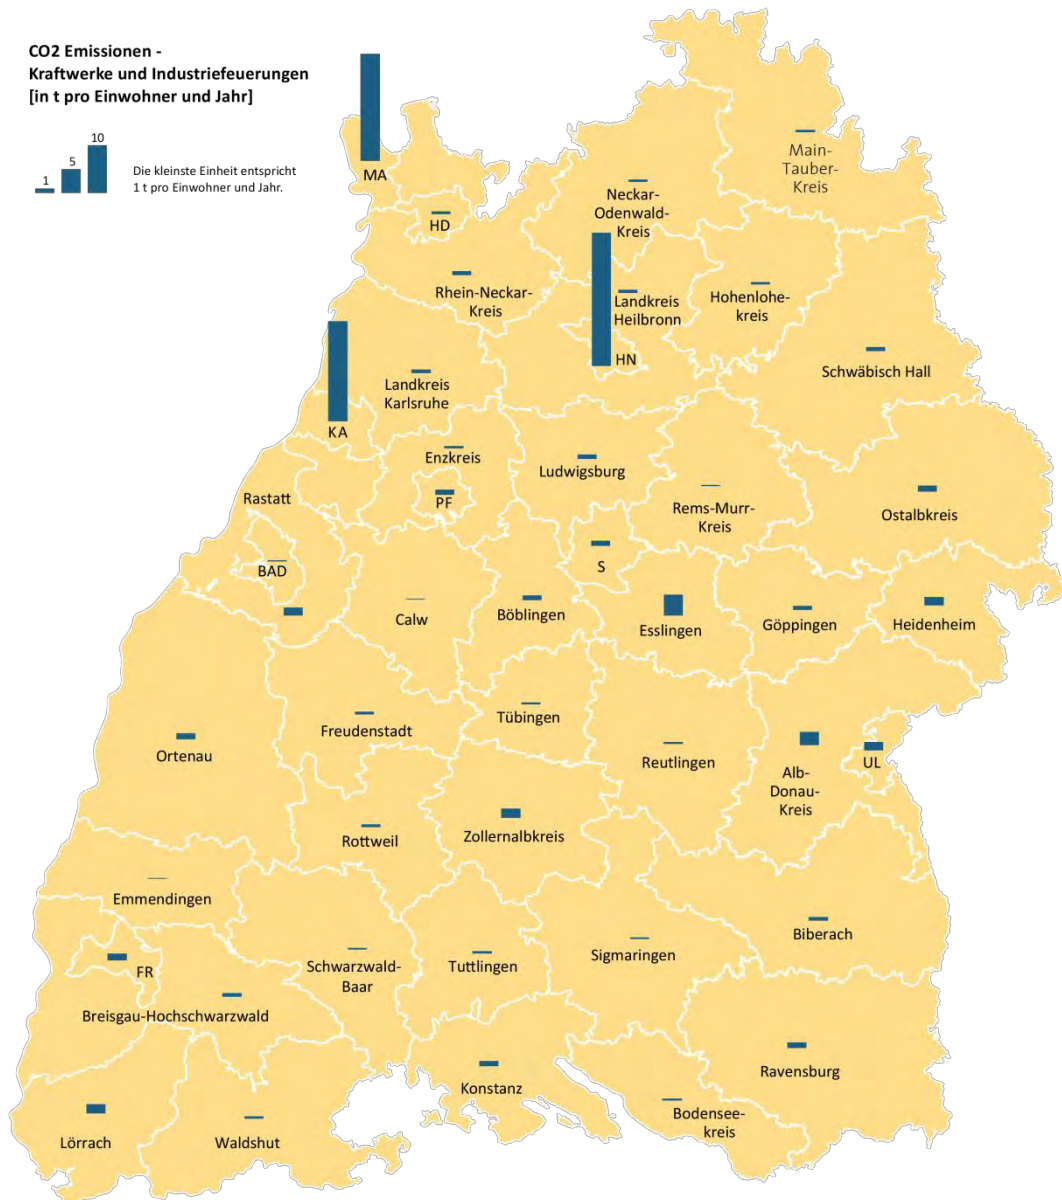 CO2 Emissionen -
Kraftwerke und Industriefeuerungen
[in t pro Einwohner und Jahr]
1
5
10
Die kleinste Einheit entspricht
1 t pro Einwohner und Jahr.
MA
Main-
Tauber-
Kreis
Neckar-
Odenwald-
Kreis
HD
Rhein-Neckar-
Kreis
Landkreis
Heilbronn
Hohenlohe-
kreis
HN
Schwäbisch Hall
Landkreis
Karlsruhe
KA
Enzkreis
Ludwigsburg
Rastatt
PF
Rems-Murr-
Kreis
Ostalbkreis
BAD
S
Calw
Böblingen
Esslingen
Göppingen
Heidenheim
Freudenstadt
Tübingen
Ortenau
Reutlingen
Alb-
Donau-
Kreis
UL
Rottweil
Zollernalbkreis
Emmendingen
Biberach
FR
Schwarzwald-
Baar
Tuttlingen
Sigmaringen
Breisgau-Hochschwarzwald
Konstanz
Ravensburg
Bodensee-
kreis
Lörrach
Waldshut